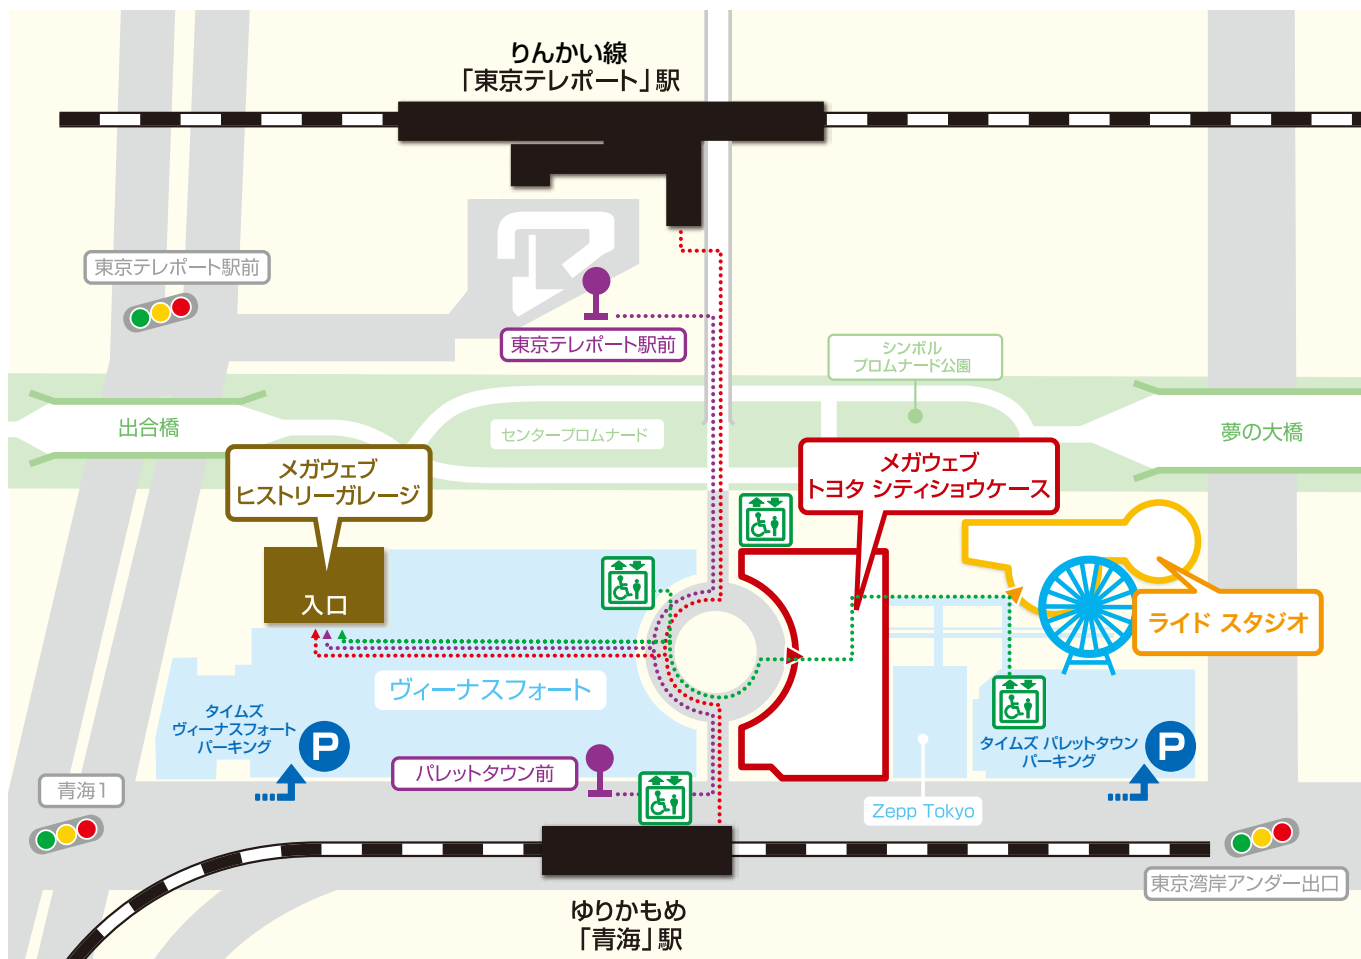 りんかい線
「東京テレポート」駅
東京テレポート駅前
東京テレポート駅前
シンボル
プロムナード公園
出合橋
センタープロムナード
夢の大橋
メガウェブ
ヒストリーガレージ
メガウェブ
トヨタ シティショウケース
入口
ライド スタジオ
ヴィーナスフォート
タイムズ
ヴィーナスフォート
パーキング
P
タイムズ パレットタウン
パーキング
P
パレットタウン前
青海1
Zepp Tokyo
東京湾岸アンダー出口
ゆりかもめ
「青海」駅